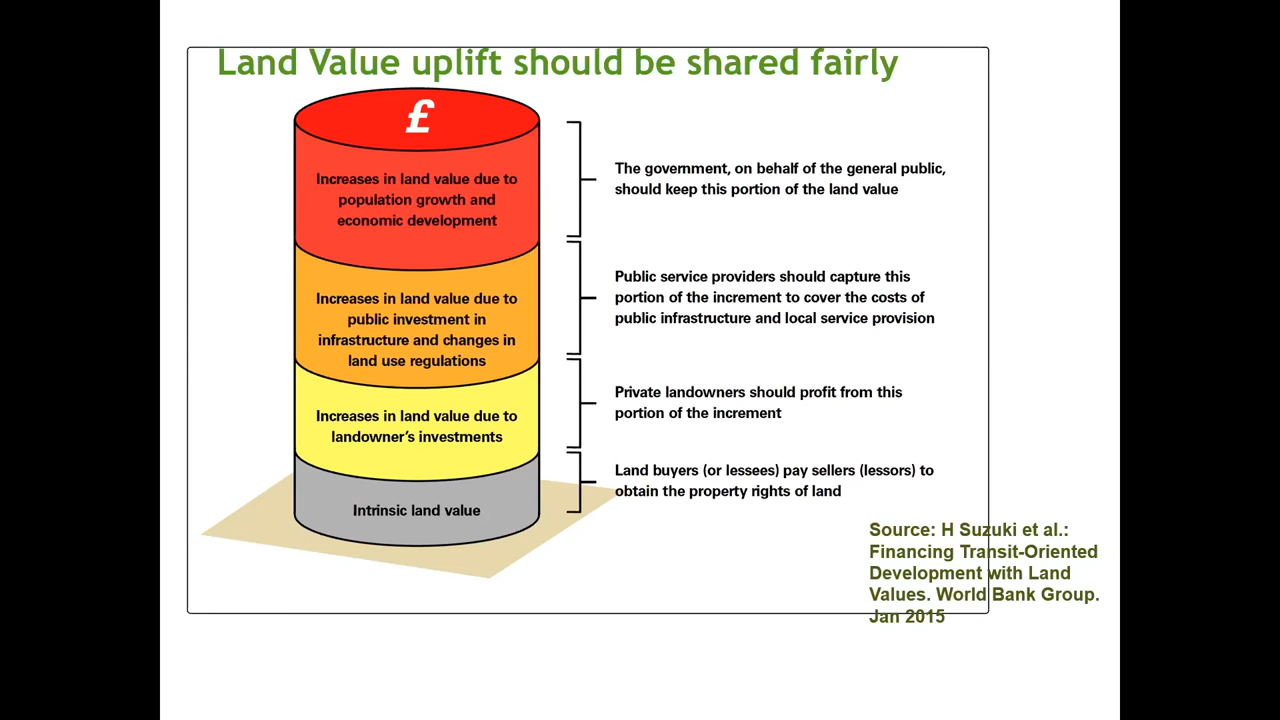 Land Value uplift should be shared fairly
£
Increases in land value due to
population growth and
economic development
The government, on behalf of the general public,
should keep this portion of the land value
Increases in land value due to
public investment in
infrastructure and changes in
land use regulations
Public service providers should capture this
portion of the increment to cover the costs of
public infrastructure and local service provision
Increases in land value due to
landowner’s investments
Private landowners should profit from this
portion of the increment
Intrinsic land value
Land buyers (or lessees) pay sellers (lessors) to
obtain the property rights of land
Source: H Suzuki et al.:
Financing Transit-Oriented
Development with Land
Values. World Bank Group.
Jan 2015